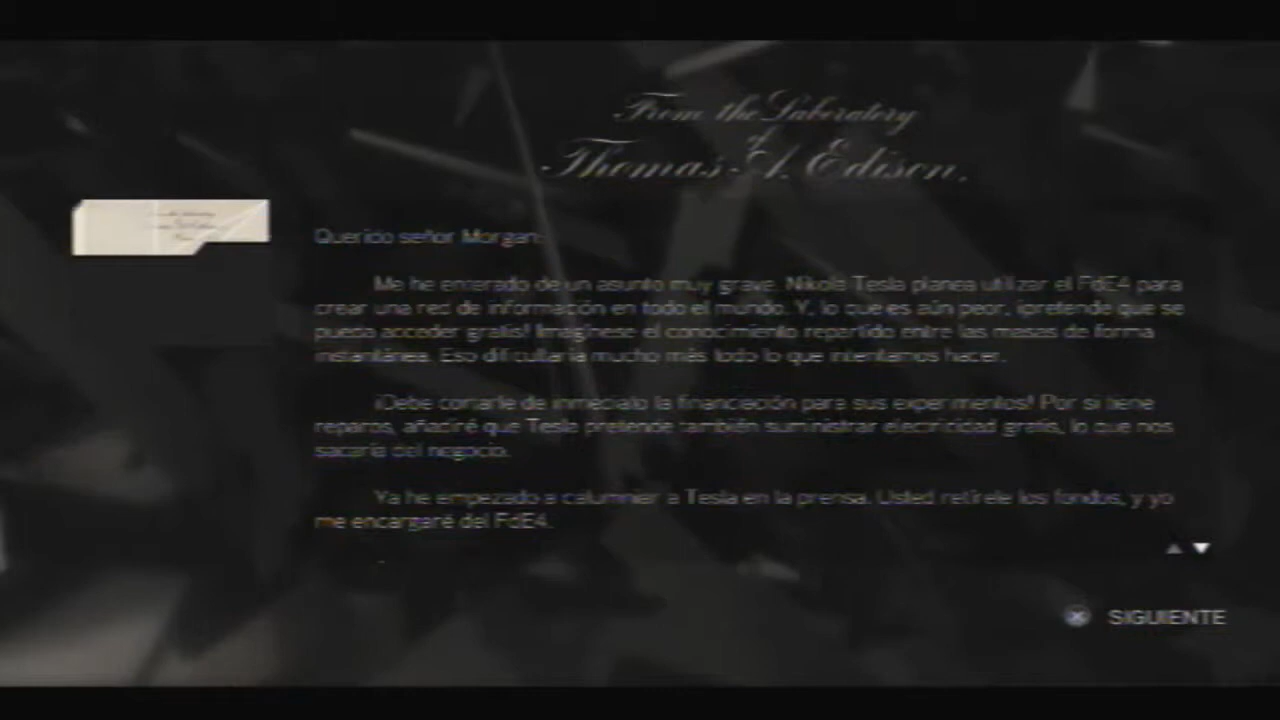 From the Laboratory
of
Thomas A. Edison.
Querido señor Morgan:
Me he enterado de un asunto muy grave. Nikola Tesla planea utilizar el FdE4 para
crear una red de información en todo el mundo. Y, lo que es aún peor, ¡pretende que se
pueda acceder gratis! Imagínese el conocimiento repartido entre las masas de forma
instantánea. Eso dificultaría mucho más todo lo que intentamos hacer.
¡Debe cortarle de inmediato la financiación para sus experimentos! Por si tiene
reparos, añadiré que Tesla pretende también suministrar electricidad gratis, lo que nos
sacaría del negocio.
Ya he empezado a calumniar a Tesla en la prensa. Usted retírele los fondos, y yo
me encargaré del FdE4.
SIGUIENTE